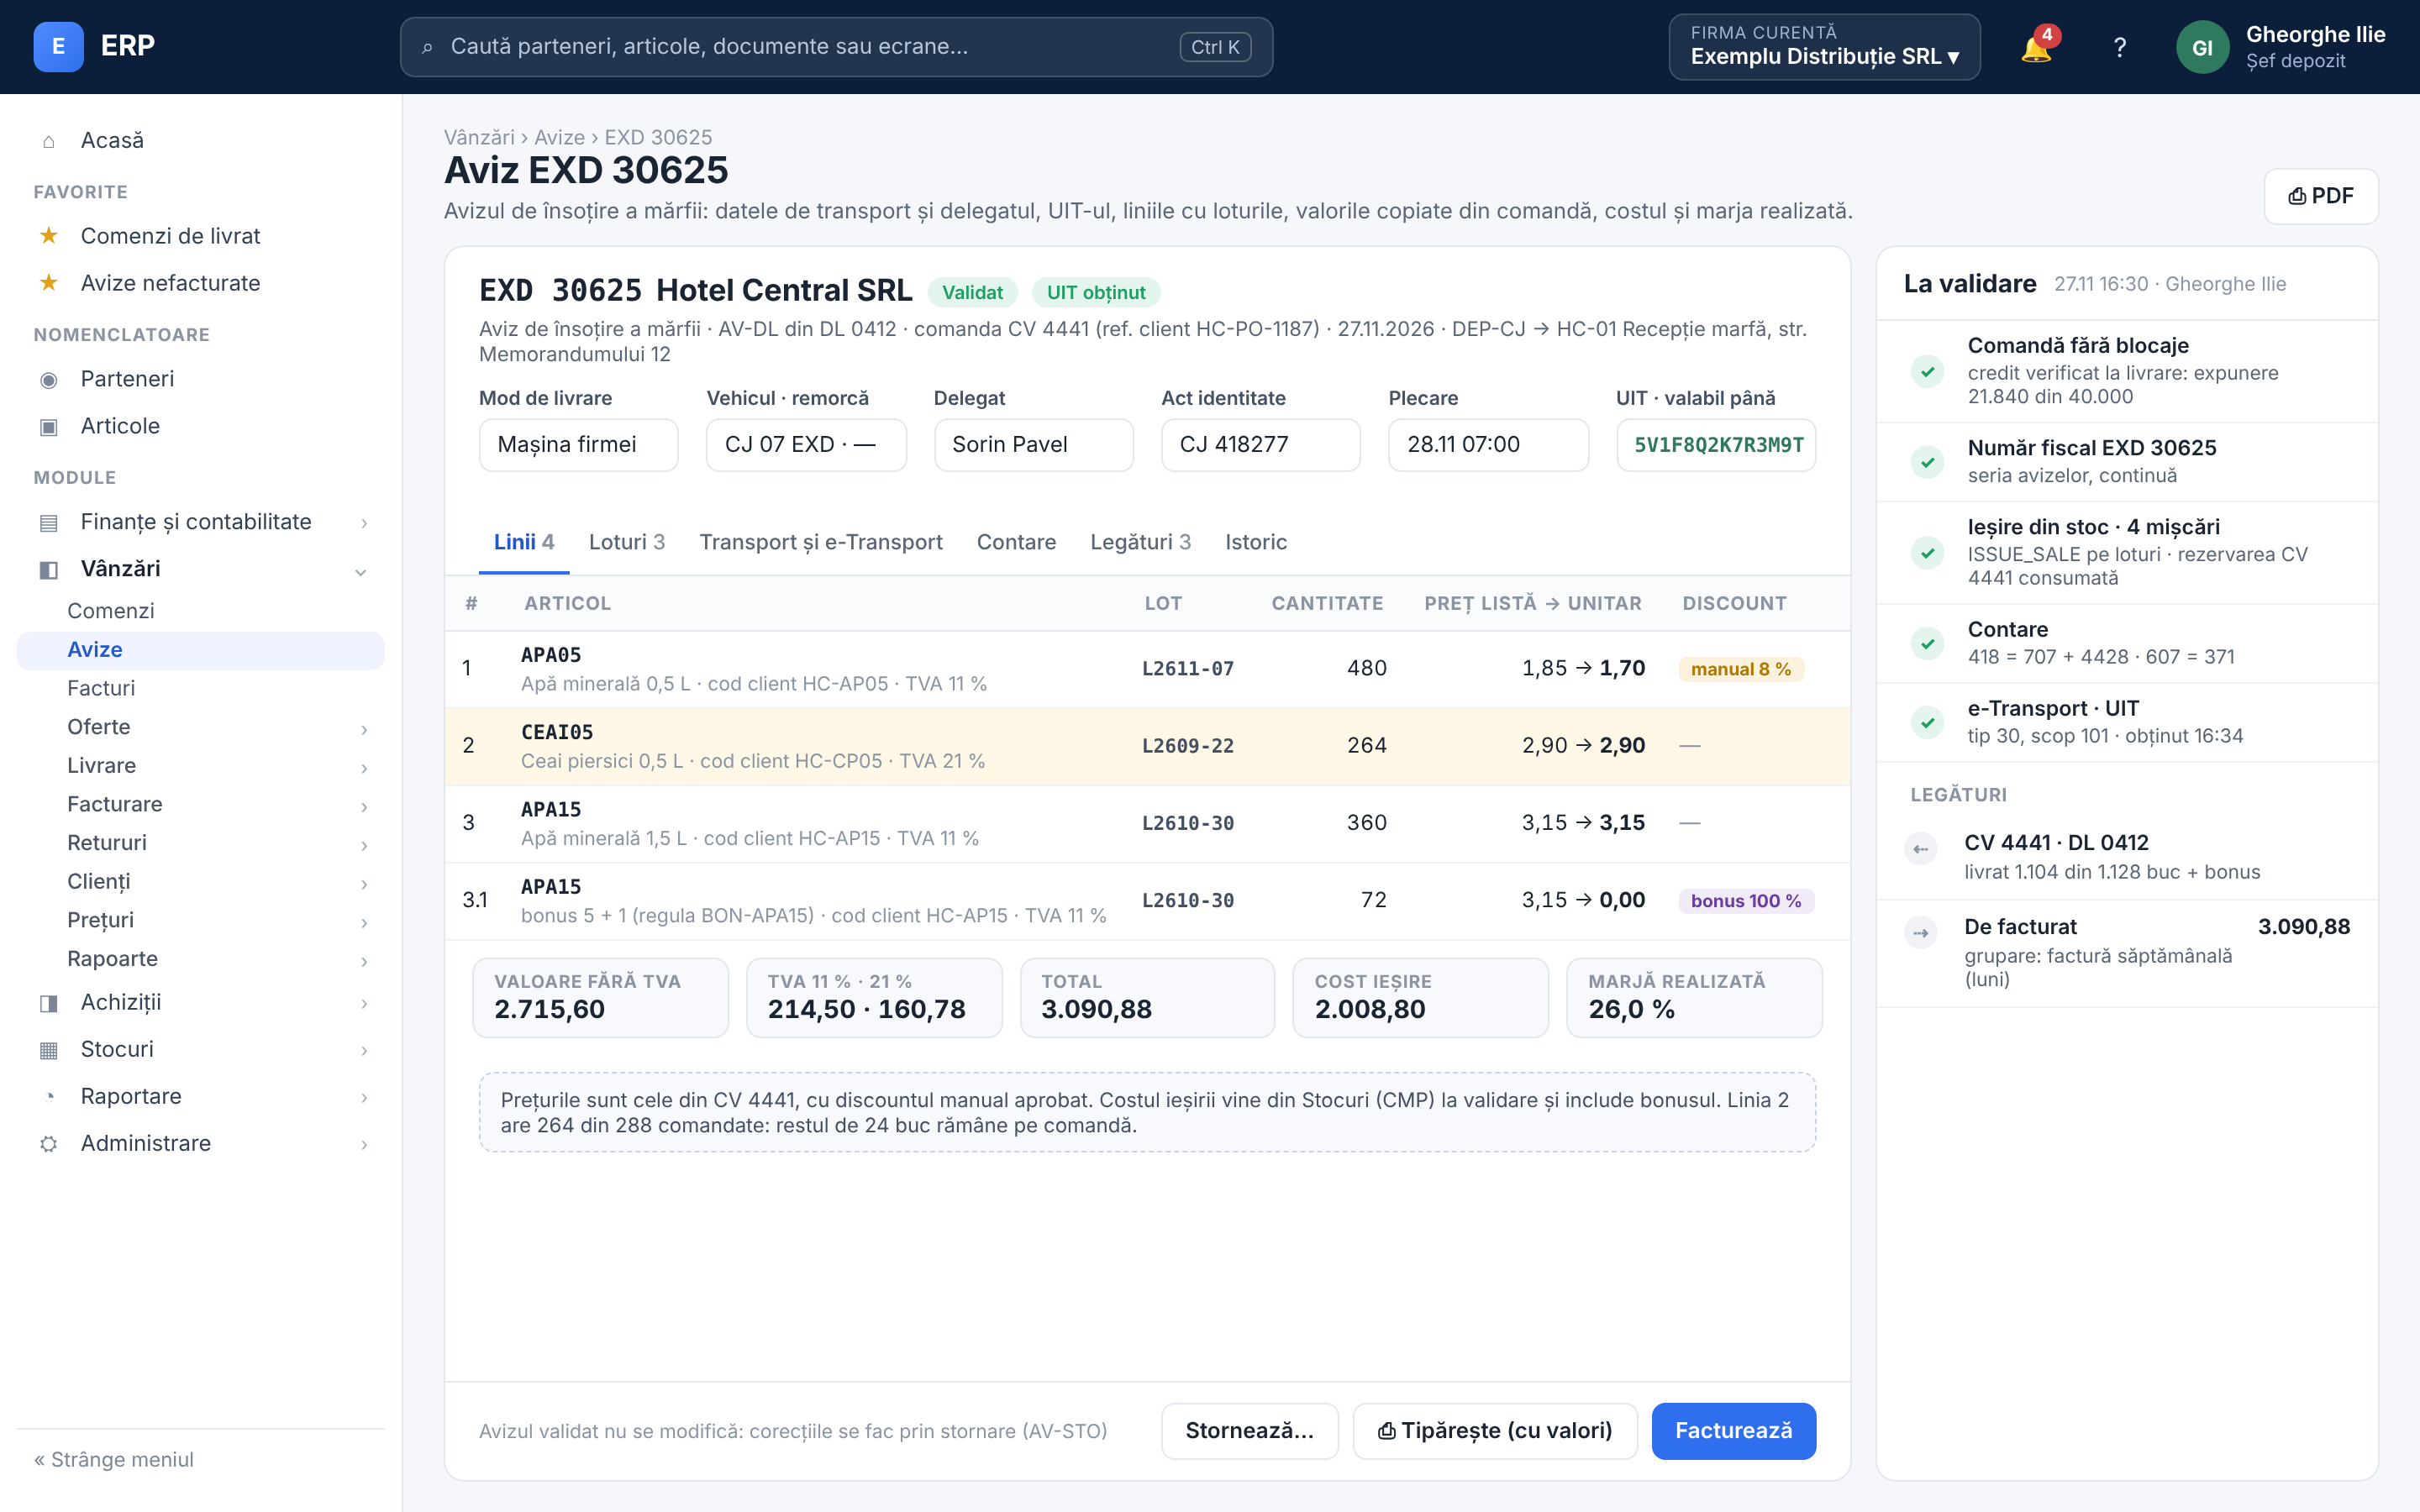 E ERP
Caută parteneri, articole, documente sau ecrane...
Ctrl K
FIRMA CURENTĂ
Exemplu Distribuție SRL ▾
4
?
GI
Gheorghe Ilie
Șef depozit
Acasă
FAVORITE
Comenzi de livrat
Avize nefacturate
NOMENCLATOARE
Parteneri
Articole
MODULE
Finanțe și contabilitate
Vânzări
Comenzi
Avize
Facturi
Oferte
Livrare
Facturare
Retururi
Clienți
Prețuri
Rapoarte
Achiziții
Stocuri
Raportare
Administrare
« Strânge meniul
Vânzări › Avize › EXD 30625
Aviz EXD 30625
Avizul de însoțire a mărfii: datele de transport și delegatul, UIT-ul, liniile cu loturile, valorile copiate din comandă, costul și marja realizată.
PDF
EXD 30625 Hotel Central SRL Validat UIT obținut
Aviz de însoțire a mărfii · AV-DL din DL 0412 · comanda CV 4441 (ref. client HC-PO-1187) · 27.11.2026 · DEP-CJ → HC-01 Recepție marfă, str.
Memorandumului 12
Mod de livrare Vehicul · remorcă Delegat Act identitate Plecare UIT · valabil până
Mașina firmei CJ 07 EXD · — Sorin Pavel CJ 418277 28.11 07:00 5V1F8Q2K7R3M9T
Linii 4 Loturi 3 Transport și e-Transport Contare Legături 3 Istoric
# ARTICOL LOT CANTITATE PREȚ LISTĂ → UNITAR DISCOUNT
1 APA05 L2611-07 480 1,85 → 1,70 manual 8 %
Apă minerală 0,5 L · cod client HC-AP05 · TVA 11 %
2 CEAI05 L2609-22 264 2,90 → 2,90 —
Ceai piersici 0,5 L · cod client HC-CP05 · TVA 21 %
3 APA15 L2610-30 360 3,15 → 3,15 —
Apă minerală 1,5 L · cod client HC-AP15 · TVA 11 %
3.1 APA15 L2610-30 72 3,15 → 0,00 bonus 100 %
bonus 5 + 1 (regula BON-APA15) · cod client HC-AP15 · TVA 11 %
VALOARE FĂRĂ TVA TVA 11 % · 21 % TOTAL COST IEȘIRE MARJĂ REALIZATĂ
2.715,60 214,50 · 160,78 3.090,88 2.008,80 26,0 %
Prețurile sunt cele din CV 4441, cu discountul manual aprobat. Costul ieșirii vine din Stocuri (CMP) la validare și include bonusul. Linia 2
are 264 din 288 comandate: restul de 24 buc rămâne pe comandă.
Avizul validat nu se modifică: corecțiile se fac prin stornare (AV-STO)
Stornează...
Tipărește (cu valori)
Facturează
La validare 27.11 16:30 · Gheorghe Ilie
Comandă fără blocaje
credit verificat la livrare: expunere
21.840 din 40.000
Număr fiscal EXD 30625
seria avizelor, continuă
Ieșire din stoc · 4 mișcări
ISSUE_SALE pe loturi · rezervarea CV
4441 consumată
Contare
418 = 707 + 4428 · 607 = 371
e-Transport · UIT
tip 30, scop 101 · obținut 16:34
LEGĂTURI
CV 4441 · DL 0412
livrat 1.104 din 1.128 buc + bonus
De facturat 3.090,88
grupare: factură săptămânală
(luni)